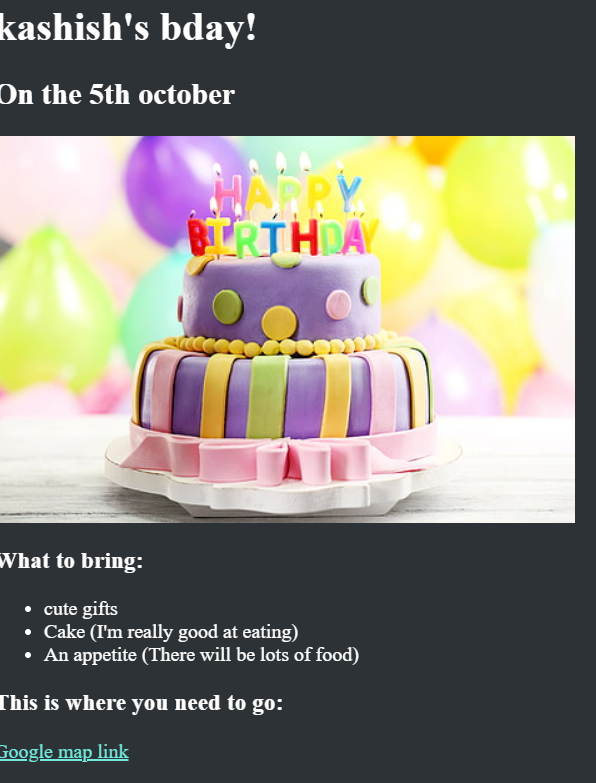 kashish's bday!
On the 5th october
HAPPY
BIRTHDAY
What to bring:
cute gifts
Cake (I'm really good at eating)
An appetite (There will be lots of food)
This is where you need to go:
Google map link